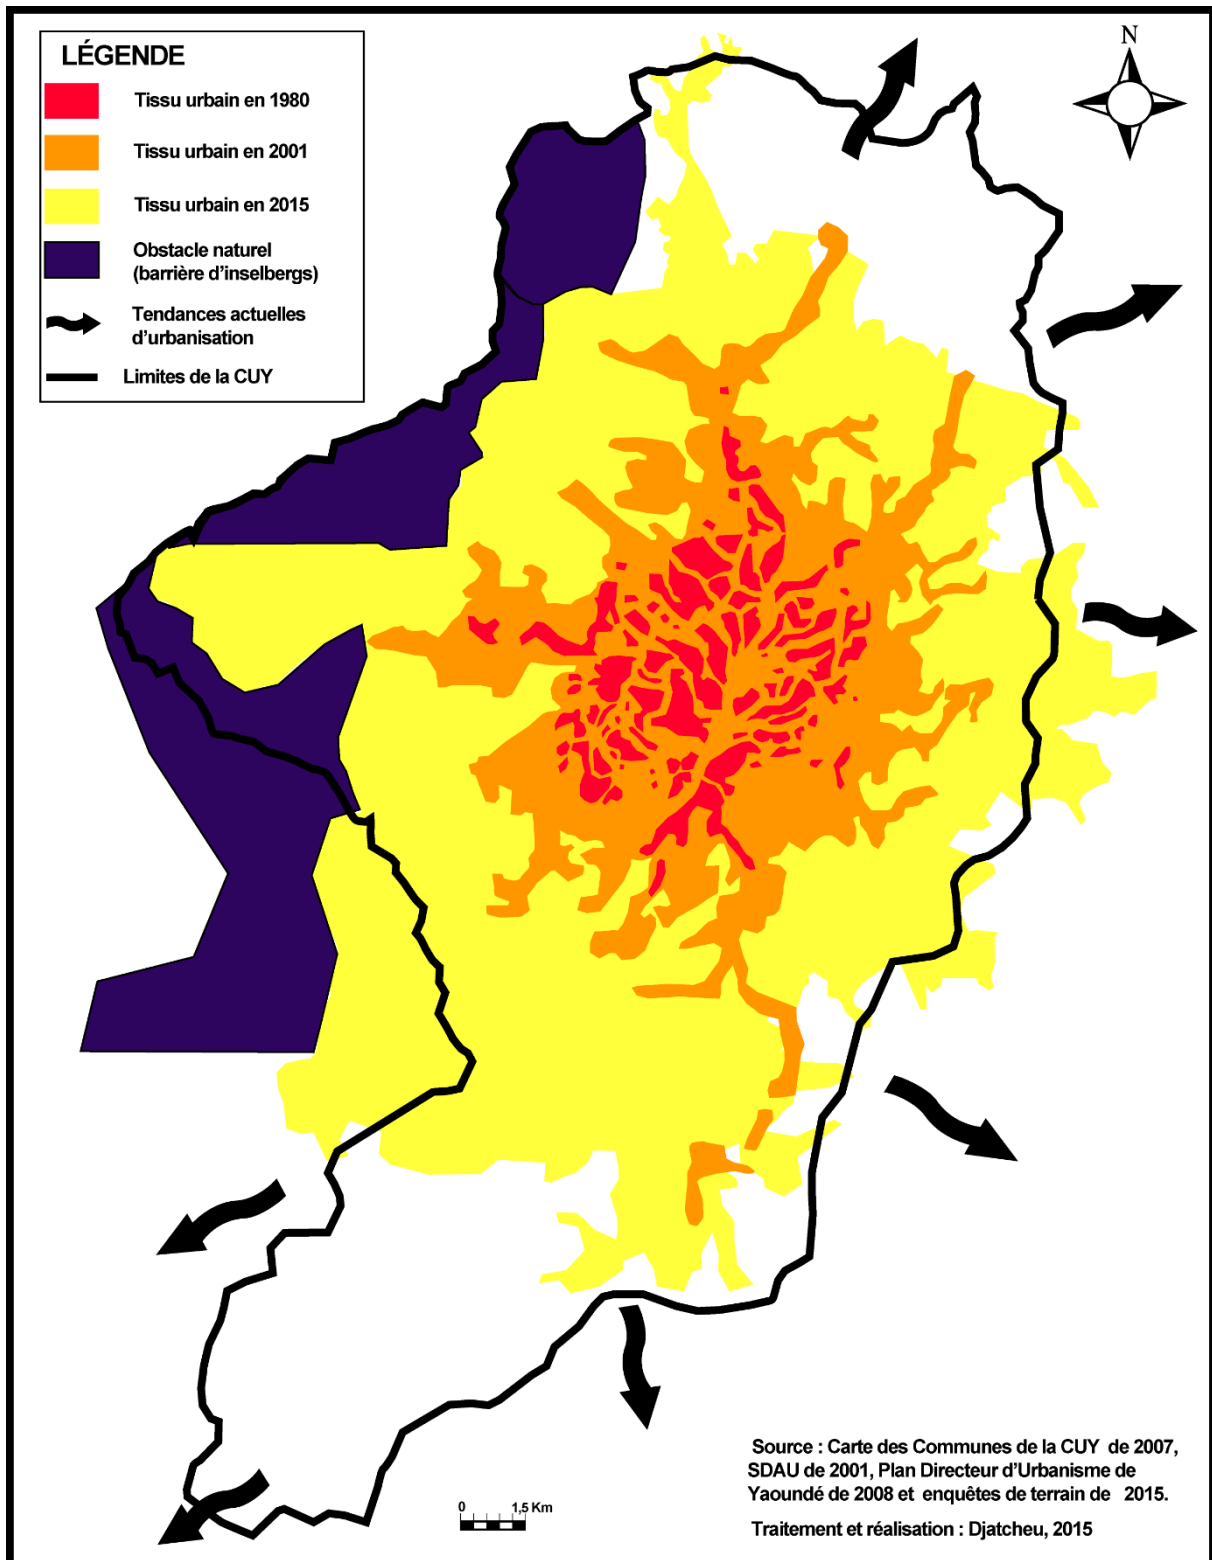 LÉGENDE
Tissu urbain en 1980
Tissu urbain en 2001
Tissu urbain en 2015
Obstacle naturel
(barrière d'inselbergs)
Tendances actuelles
d'urbanisation
Limites de la CUY
N
0 1,5 Km
Source : Carte des Communes de la CUY de 2007,
SDAU de 2001, Plan Directeur d'Urbanisme de
Yaoundé de 2008 et enquêtes de terrain de 2015.
Traitement et réalisation : Djatcheu, 2015